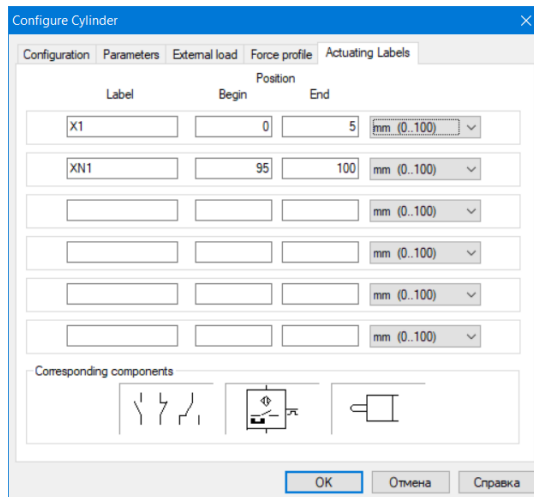 Configure Cylinder
Configuration Parameters External load Force profile Actuating Labels
Position
Label Begin End
X1 0 5 mm (0..100)
XN1 95 100 mm (0..100)
mm (0..100)
mm (0..100)
mm (0..100)
mm (0..100)
Corresponding components
OK Отмена Справка